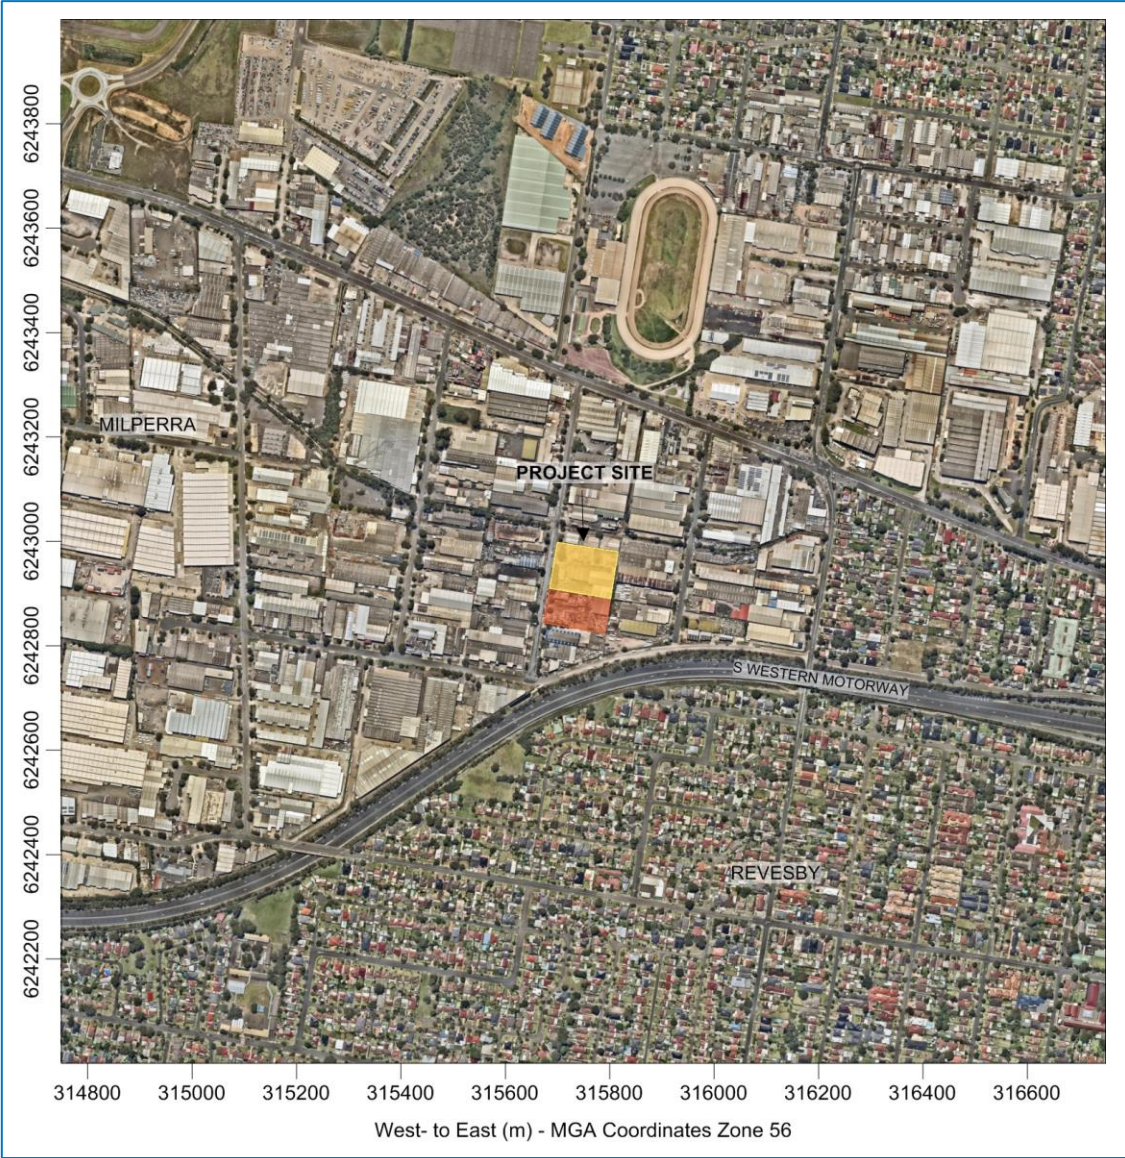 6243800
6243600
6243400
6243200
6243000
6242800
6242600
6242400
6242200
MILPERRA
PROJECT SITE
S WESTERN MOTORWAY
REVESBY
314800 315000 315200 315400 315600 315800 316000 316200 316400 316600
West- to East (m) - MGA Coordinates Zone 56